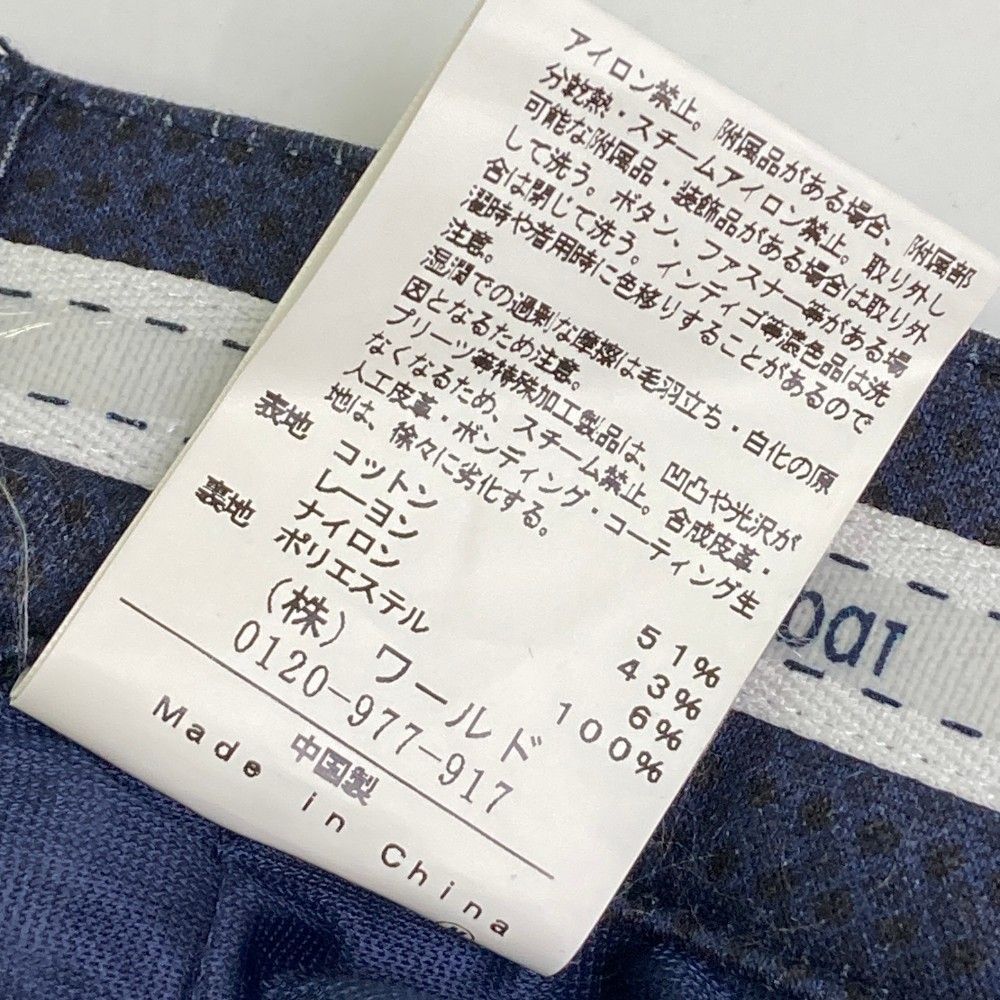 アイロン禁止。附属品がある場合、附属部
分乾熱・スチームアイロン禁止。取り外し
可能な附属品・装飾品がある場合は取り外
して洗う。ボタン、ファスナー等がある場
合は閉じて洗う。インディゴ等濃色品は洗
濯時や着用時に色移りすることがあるので
注意。
湿潤での過剰な摩擦は毛羽立ち・白化の原
因となるため注意。
プリーツ等特殊加工製品は、凹凸や光沢が
なくなるため、スチーム禁止。合成皮革・
人工皮革・ボンディング・コーティング生
地は、徐々に劣化する。
表地 コットン 51%
レーヨン 43%
ナイロン 6%
裏地 ポリエステル 100%
(株)ワールド
0120-977-917
中国製
Made in China